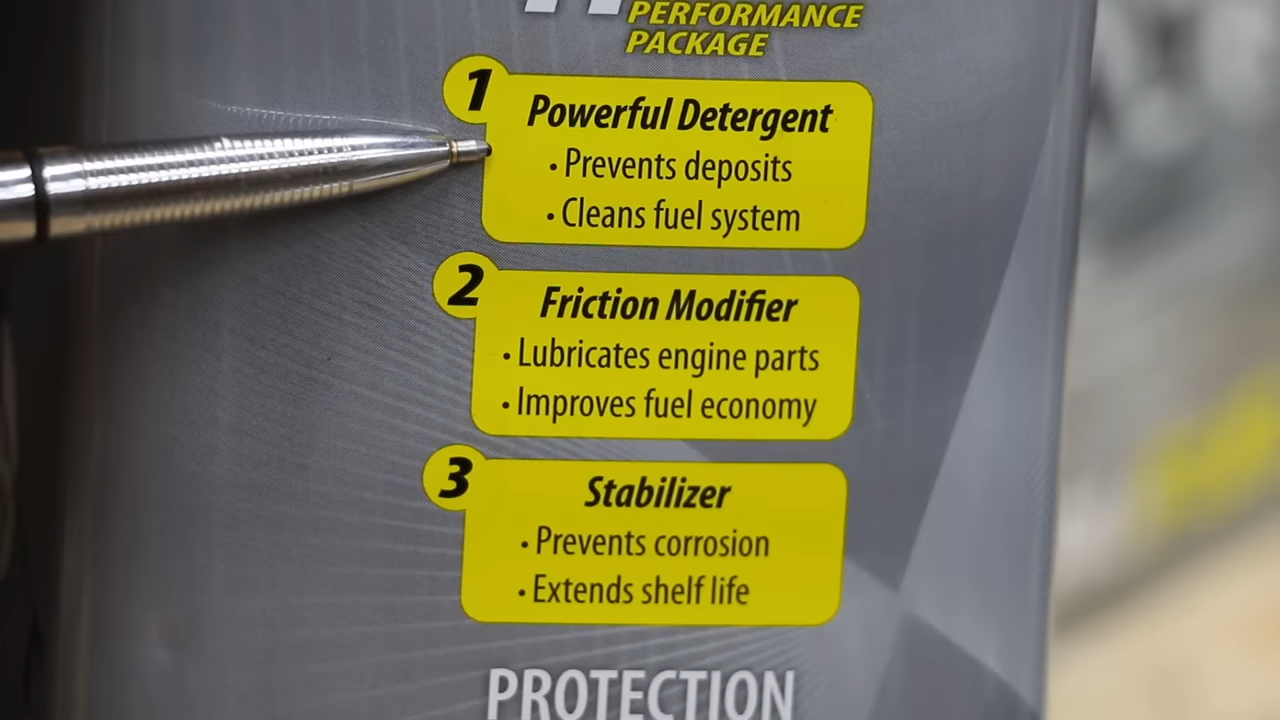 PERFORMANCE
PACKAGE
1
Powerful Detergent
• Prevents deposits
• Cleans fuel system
2
Friction Modifier
• Lubricates engine parts
• Improves fuel economy
3
Stabilizer
• Prevents corrosion
• Extends shelf life
PROTECTION